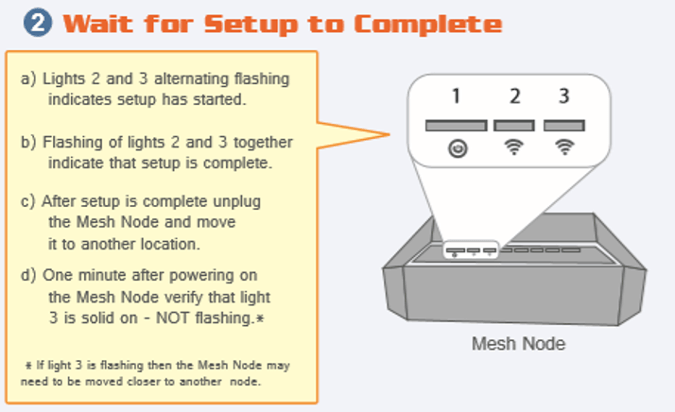 2 Wait for Setup to Complete
a) Lights 2 and 3 alternating flashing
indicates setup has started.
b) Flashing of lights 2 and 3 together
indicate that setup is complete.
c) After setup is complete unplug
the Mesh Node and move
it to another location.
d) One minute after powering on
the Mesh Node verify that light
3 is solid on - NOT flashing.*
* If light 3 is flashing then the Mesh Node may
need to be moved closer to another node.
1 2 3
Mesh Node